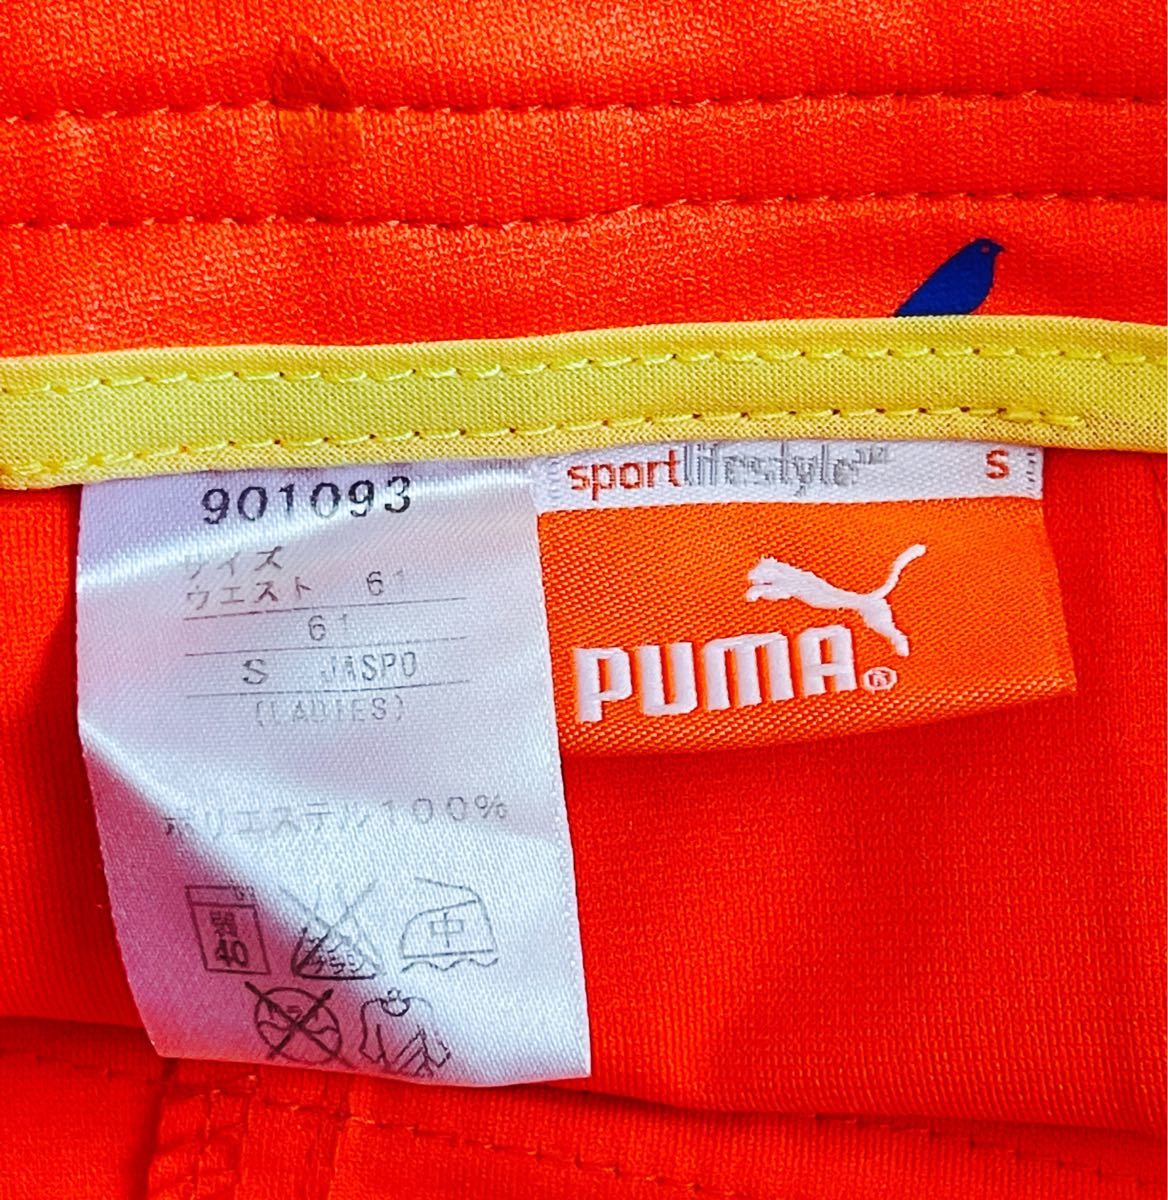 sportlifestyle™ S
PUMA®
901093
サイズ
ウエスト 61
61
S JASPO
(LADIES)
ポリエステル100%
弱
40
中